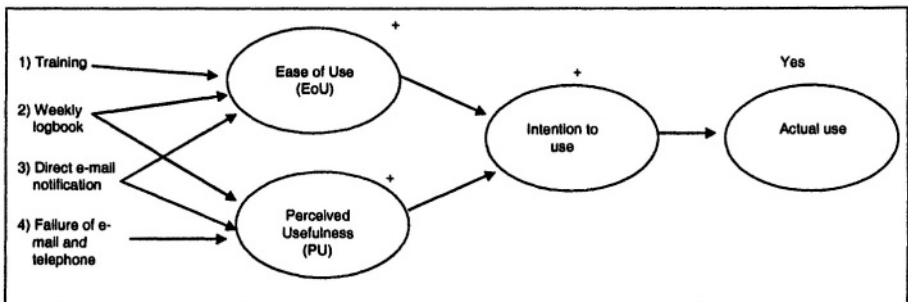 +
1) Training
Ease of Use
(EoU)
+
Yes
2) Weekly
logbook
Intention to
use
Actual use
3) Direct e-mail
notification
+
Perceived
Usefulness
(PU)
4) Failure of e-
mail and
telephone